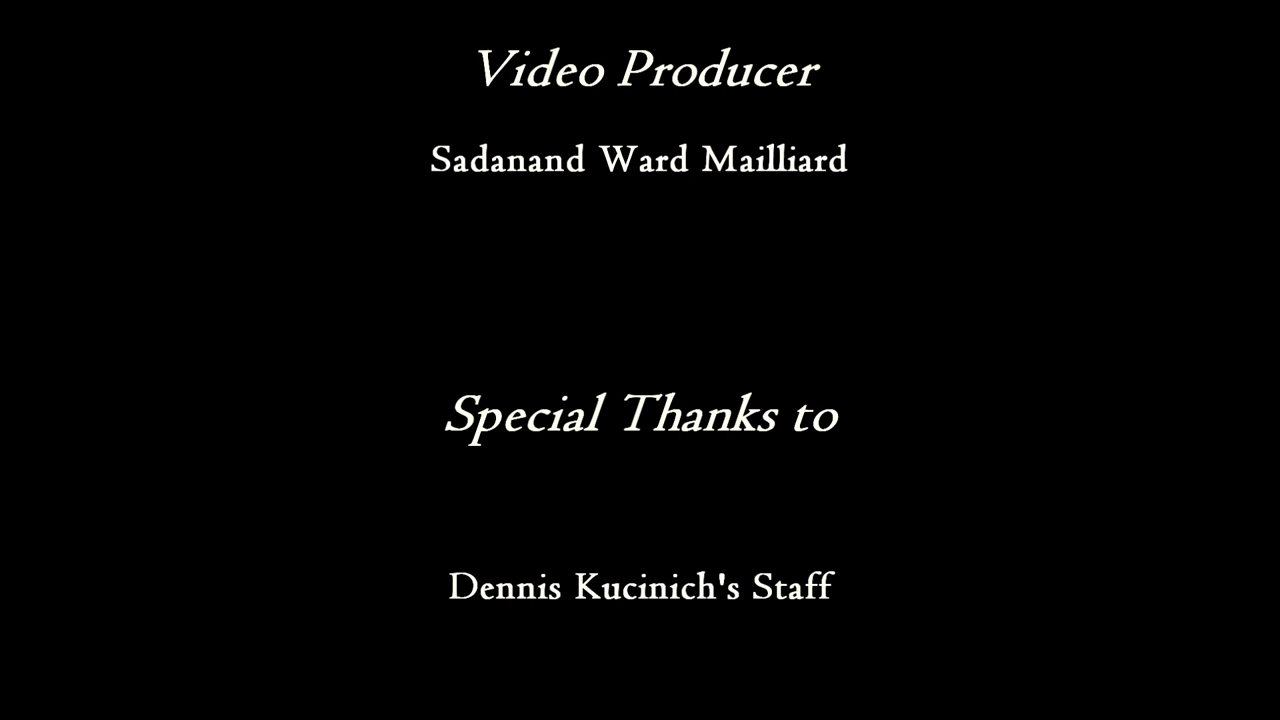 Video Producer
Sadanand Ward Mailliard
Special Thanks to
Dennis Kucinich's Staff